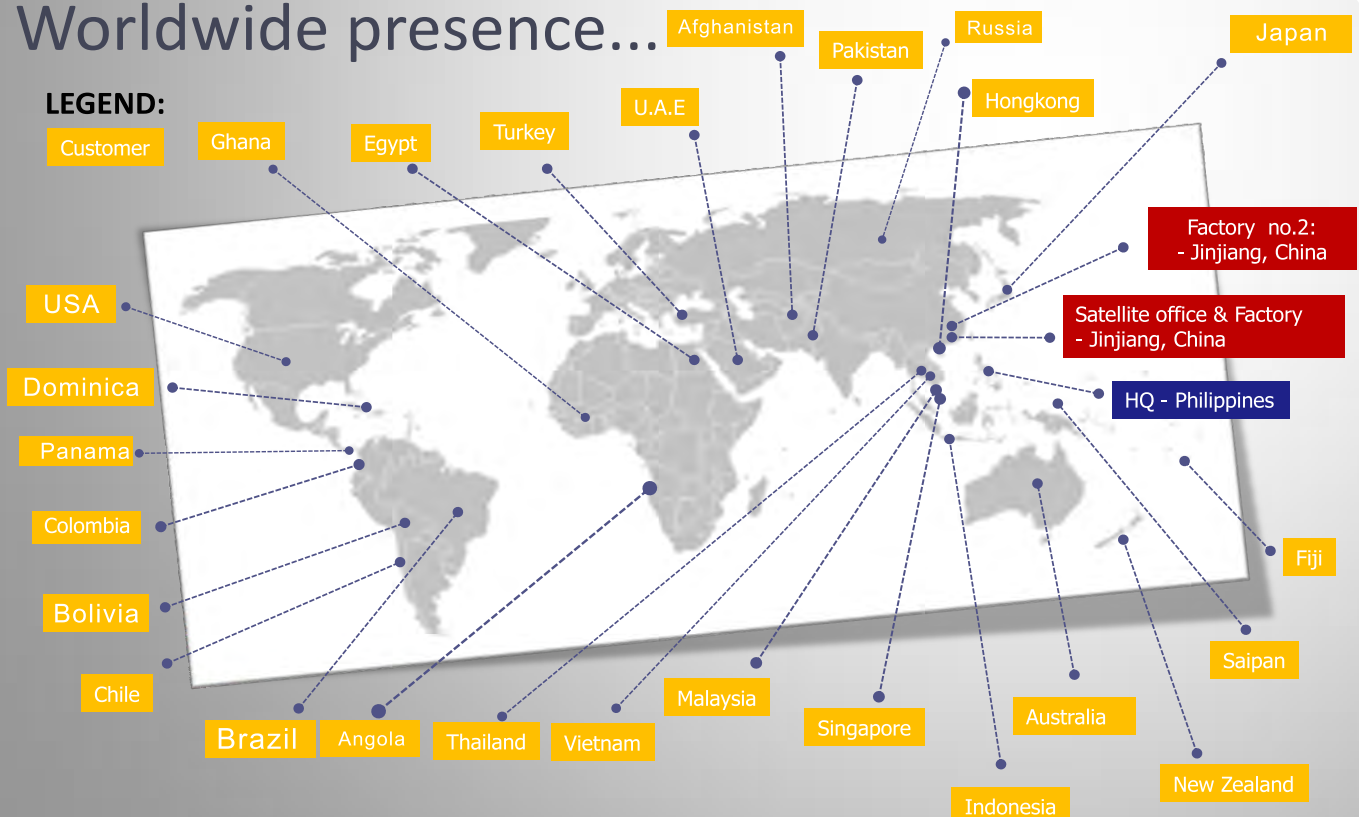 Worldwide presence...
Afghanistan
Pakistan
Russia
Japan
LEGEND:
Customer
Ghana
Egypt
Turkey
U.A.E
Hongkong
Factory no.2:
- Jinjiang, China
USA
Satellite office & Factory
- Jinjiang, China
Dominica
HQ - Philippines
Panama
Colombia
Fiji
Bolivia
Saipan
Chile
Malaysia
Singapore
Australia
Brazil
Angola
Thailand
Vietnam
New Zealand
Indonesia